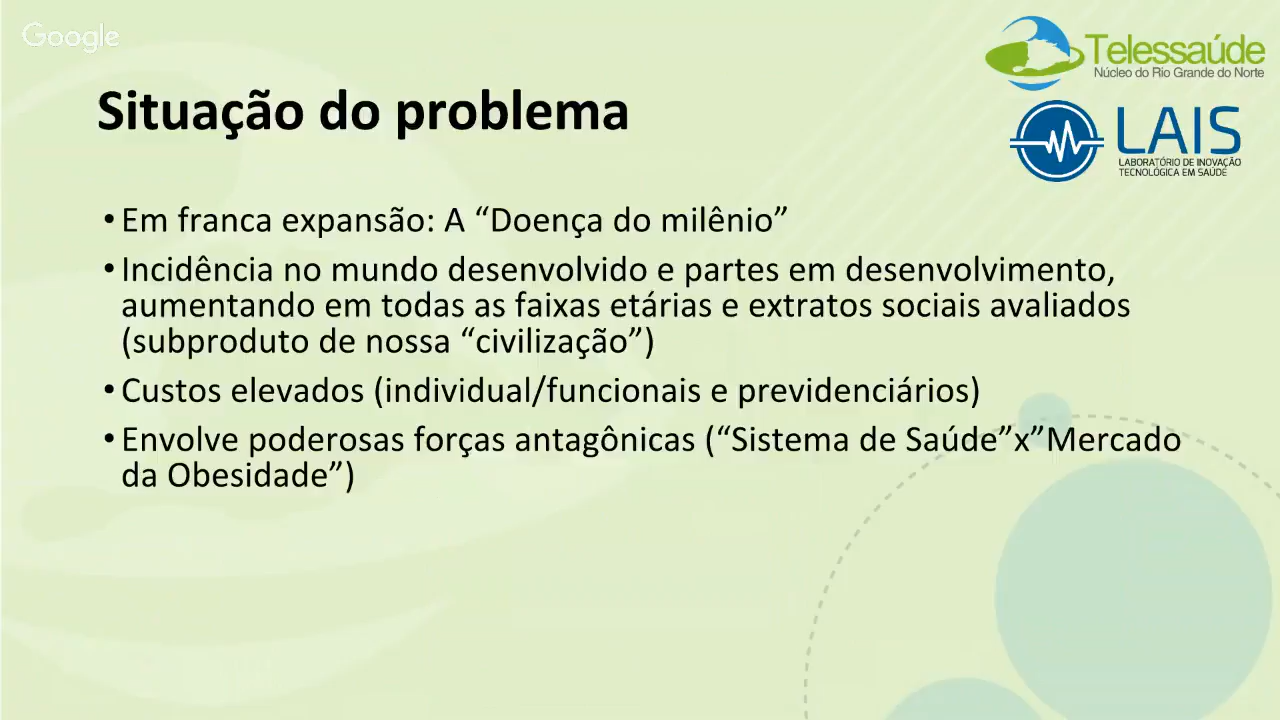 Google
Telessaúde
Núcleo do Rio Grande do Norte
Situação do problema
LAIS
LABORATÓRIO DE INOVAÇÃO
TECNOLÓGICA EM SAÚDE
• Em franca expansão: A “Doença do milênio”
• Incidência no mundo desenvolvido e partes em desenvolvimento,
aumentando em todas as faixas etárias e extratos sociais avaliados
(subproduto de nossa “civilização”)
• Custos elevados (individual/funcionais e previdenciários)
• Envolve poderosas forças antagônicas (“Sistema de Saúde”x”Mercado
da Obesidade”)